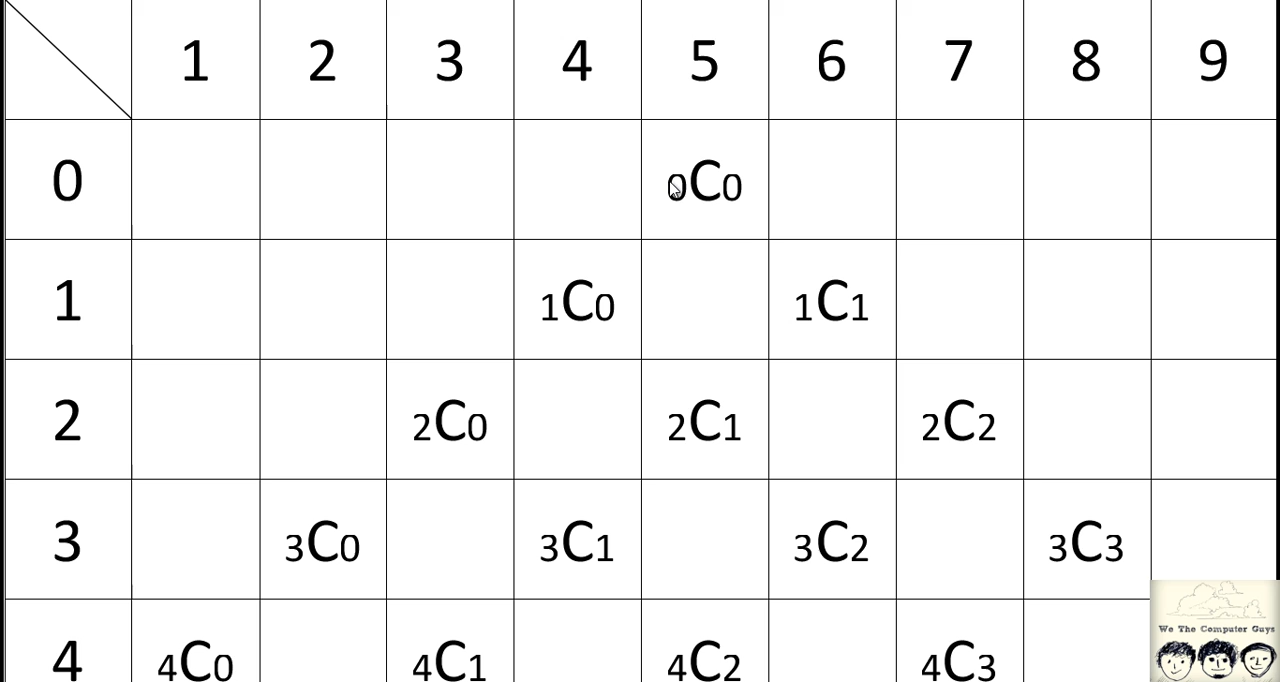 1 2 3 4 5 6 7 8 9
0 0C0
1 1C0 1C1
2 2C0 2C1 2C2
3 3C0 3C1 3C2 3C3
4 4C0 4C1 4C2 4C3
We The Computer Guys